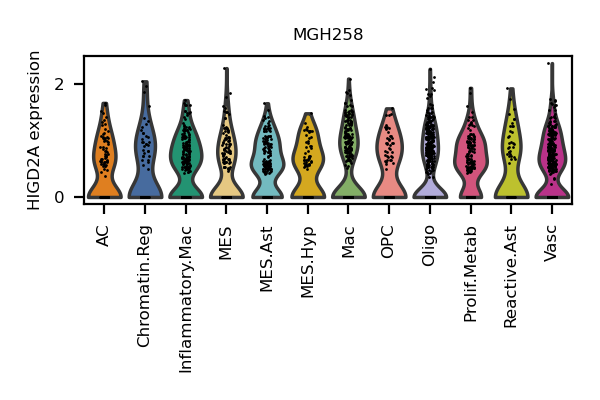 MGH258
HIGD2A expression
2
0
AC
Chromatin.Reg
Inflammatory.Mac
MES
MES.Ast
MES.Hyp
Mac
OPC
Oligo
Prolif.Metab
Reactive.Ast
Vasc